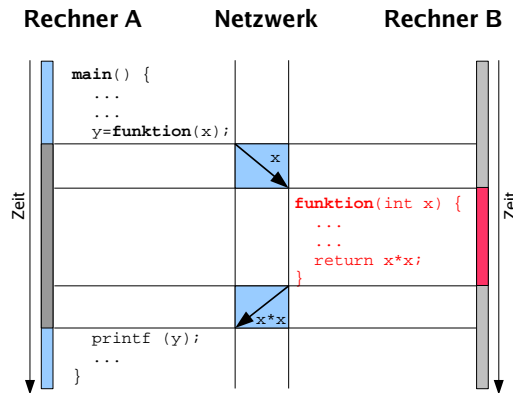 Rechner A Netzwerk Rechner B
main() {
...
...
y=funktion(x);
x
Zeit
Zeit
funktion(int x) {
...
...
return x*x;
}
x*x
printf (y);
...
}